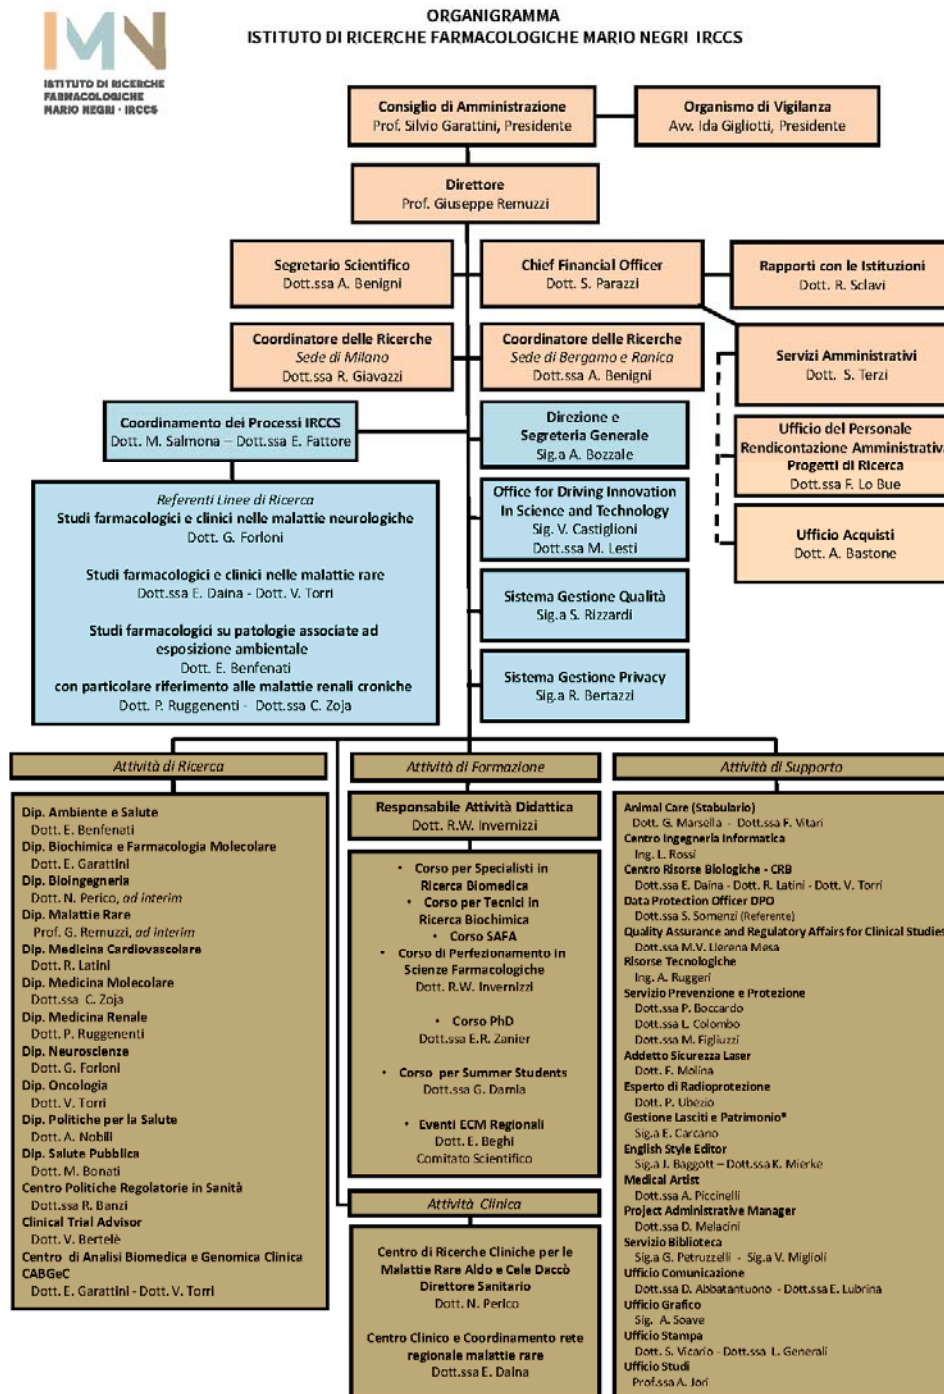 IMN
ISTITUTO DI RICERCHE
FARMACOLOGICHE
MARIO NEGRI · IRCCS
ORGANIGRAMMA
ISTITUTO DI RICERCHE FARMACOLOGICHE MARIO NEGRI IRCCS
Consiglio di Amministrazione
Prof. Silvio Garattini, Presidente
Organismo di Vigilanza
Avv. Ida Gigliotti, Presidente
Direttore
Prof. Giuseppe Remuzzi
Segretario Scientifico
Dott.ssa A. Benigni
Chief Financial Officer
Dott. S. Parazzi
Rapporti con le Istituzioni
Dott. R. Sclavi
Coordinatore delle Ricerche
Sede di Milano
Dott.ssa R. Giavazzi
Coordinatore delle Ricerche
Sede di Bergamo e Ranica
Dott.ssa A. Benigni
Servizi Amministrativi
Dott. S. Terzi
Ufficio del Personale
Rendicontazione Amministrativa
Progetti di Ricerca
Dott.ssa F. Lo Bue
Ufficio Acquisti
Dott. A. Bastone
Coordinamento dei Processi IRCCS
Dott. M. Salmona – Dott.ssa E. Fattore
Direzione e
Segreteria Generale
Sig.a A. Bozzale
Referenti Linee di Ricerca
Studi farmacologici e clinici nelle malattie neurologiche
Dott. G. Forloni
Studi farmacologici e clinici nelle malattie rare
Dott.ssa E. Daina - Dott. V. Torri
Studi farmacologici su patologie associate ad
esposizione ambientale
Dott. E. Benfenati
con particolare riferimento alle malattie renali croniche
Dott. P. Ruggenenti - Dott.ssa C. Zoja
Office for Driving Innovation
In Science and Technology
Sig. V. Castiglioni
Dott.ssa M. Lesti
Sistema Gestione Qualità
Sig.a S. Rizzardi
Sistema Gestione Privacy
Sig.a R. Bertazzi
Attività di Ricerca
Dip. Ambiente e Salute
Dott. E. Benfenati
Dip. Biochimica e Farmacologia Molecolare
Dott. E. Garattini
Dip. Bioingegneria
Dott. N. Perico, ad interim
Dip. Malattie Rare
Prof. G. Remuzzi, ad interim
Dip. Medicina Cardiovascolare
Dott. R. Latini
Dip. Medicina Molecolare
Dott.ssa C. Zoja
Dip. Medicina Renale
Dott. P. Ruggenenti
Dip. Neuroscienze
Dott. G. Forloni
Dip. Oncologia
Dott. V. Torri
Dip. Politiche per la Salute
Dott. A. Nobili
Dip. Salute Pubblica
Dott. M. Bonati
Centro Politiche Regolatorie in Sanità
Dott.ssa R. Banzi
Clinical Trial Advisor
Dott. V. Bertelè
Centro di Analisi Biomedica e Genomica Clinica
CABGeC
Dott. E. Garattini - Dott. V. Torri
Attività di Formazione
Responsabile Attività Didattica
Dott. R.W. Invernizzi
• Corso per Specialisti in
Ricerca Biomedica
• Corso per Tecnici in
Ricerca Biochimica
• Corso SAFA
• Corso di Perfezionamento in
Scienze Farmacologiche
Dott. R.W. Invernizzi
• Corso PhD
Dott.ssa E.R. Zanier
• Corso per Summer Students
Dott.ssa G. Damia
• Eventi ECM Regionali
Dott. E. Beghi
Comitato Scientifico
Attività Clinica
Centro di Ricerche Cliniche per le
Malattie Rare Aldo e Cele Daccò
Direttore Sanitario
Dott. N. Perico
Centro Clinico e Coordinamento rete
regionale malattie rare
Dott.ssa E. Daina
Attività di Supporto
Animal Care (Stabulario)
Dott. G. Marsella - Dott.ssa F. Vitari
Centro Ingegneria Informatica
Ing. L. Rossi
Centro Risorse Biologiche - CRB
Dott.ssa E. Daina - Dott. R. Latini - Dott. V. Torri
Data Protection Officer DPO
Dott.ssa S. Somenzi (Referente)
Quality Assurance and Regulatory Affairs for Clinical Studies
Dott.ssa M.V. Llerena Mesa
Risorse Tecnologiche
Ing. A. Ruggeri
Servizio Prevenzione e Protezione
Dott.ssa P. Boccardo
Dott.ssa L. Colombo
Dott.ssa M. Figliuzzi
Addetto Sicurezza Laser
Dott. F. Molina
Esperto di Radioprotezione
Dott. P. Ubezio
Gestione Lasciti e Patrimonio*
Sig.a E. Carcano
English Style Editor
Sig.a J. Baggott – Dott.ssa K. Mierke
Medical Artist
Dott.ssa A. Piccinelli
Project Administrative Manager
Dott.ssa D. Melacini
Servizio Biblioteca
Sig.a G. Petruzzelli - Sig.a V. Miglioli
Ufficio Comunicazione
Dott.ssa D. Abbatantuono - Dott.ssa E. Lubrina
Ufficio Grafico
Sig. A. Soave
Ufficio Stampa
Dott. S. Vicario - Dott.ssa L. Generali
Ufficio Studi
Prof.ssa A. Jori